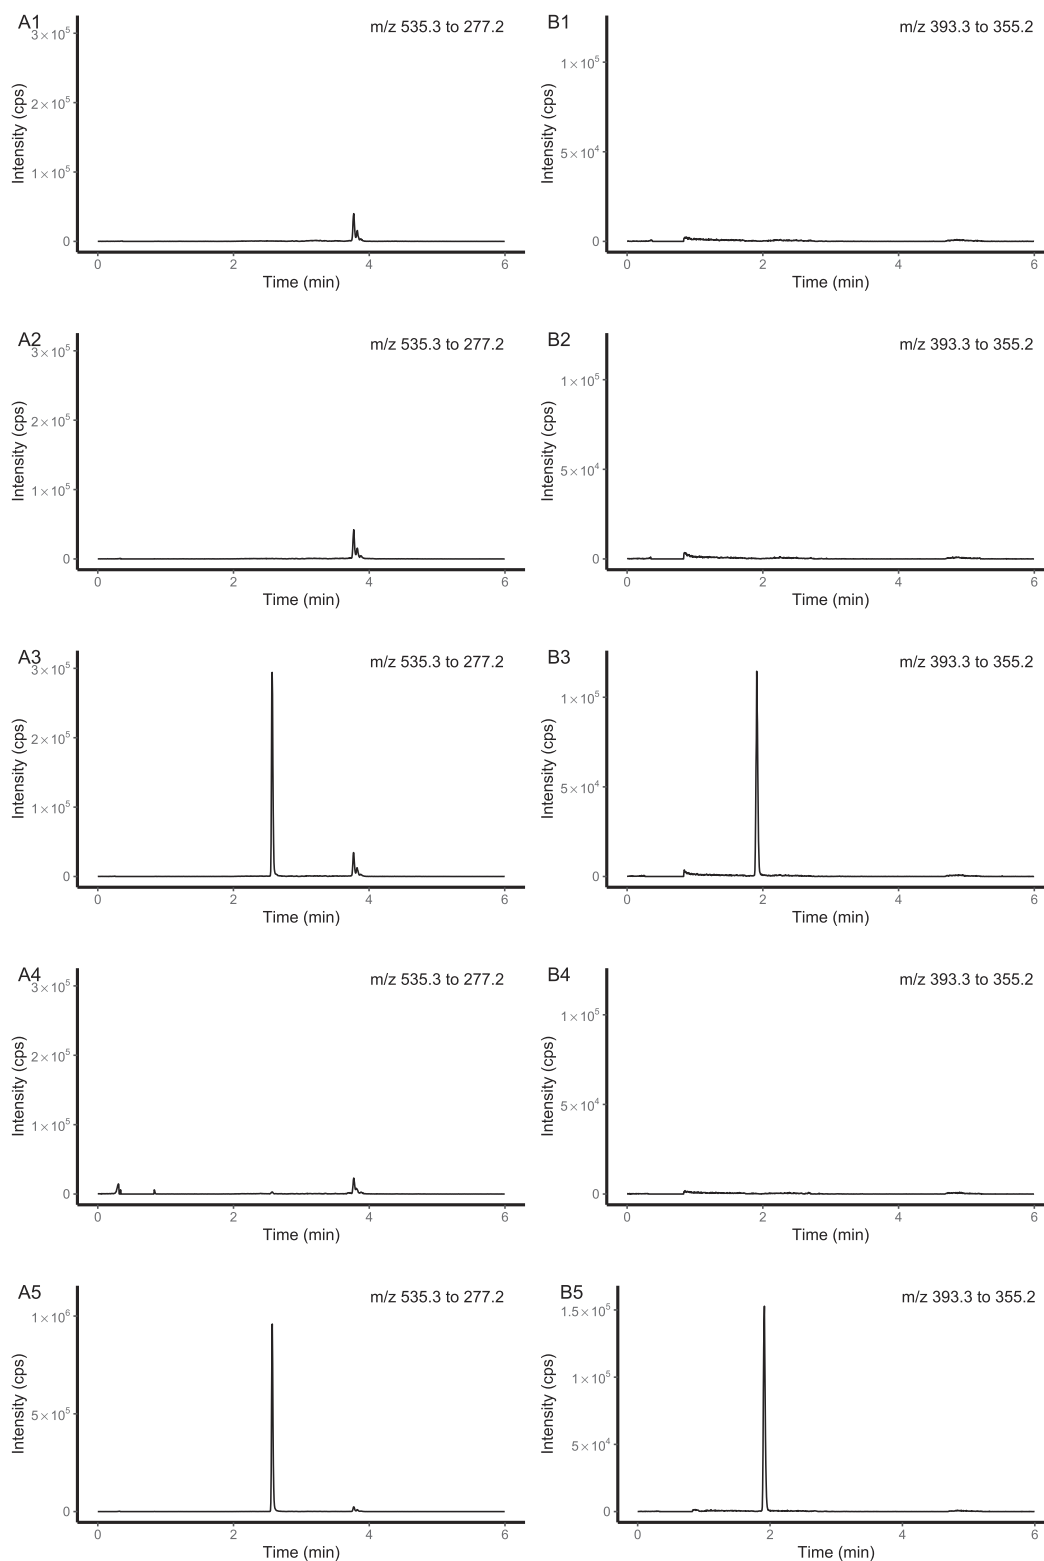 A1
m/z 535.3 to 277.2
3×10⁵
2×10⁵
1×10⁵
0
Intensity (cps)
0 2 4 6
Time (min)
B1
m/z 393.3 to 355.2
1×10⁵
5×10⁴
0
Intensity (cps)
0 2 4 6
Time (min)
A2
m/z 535.3 to 277.2
3×10⁵
2×10⁵
1×10⁵
0
Intensity (cps)
0 2 4 6
Time (min)
B2
m/z 393.3 to 355.2
1×10⁵
5×10⁴
0
Intensity (cps)
0 2 4 6
Time (min)
A3
m/z 535.3 to 277.2
3×10⁵
2×10⁵
1×10⁵
0
Intensity (cps)
0 2 4 6
Time (min)
B3
m/z 393.3 to 355.2
1×10⁵
5×10⁴
0
Intensity (cps)
0 2 4 6
Time (min)
A4
m/z 535.3 to 277.2
3×10⁵
2×10⁵
1×10⁵
0
Intensity (cps)
0 2 4 6
Time (min)
B4
m/z 393.3 to 355.2
1×10⁵
5×10⁴
0
Intensity (cps)
0 2 4 6
Time (min)
A5
m/z 535.3 to 277.2
1×10⁶
5×10⁵
0
Intensity (cps)
0 2 4 6
Time (min)
B5
m/z 393.3 to 355.2
1.5×10⁵
1×10⁵
5×10⁴
0
Intensity (cps)
0 2 4 6
Time (min)